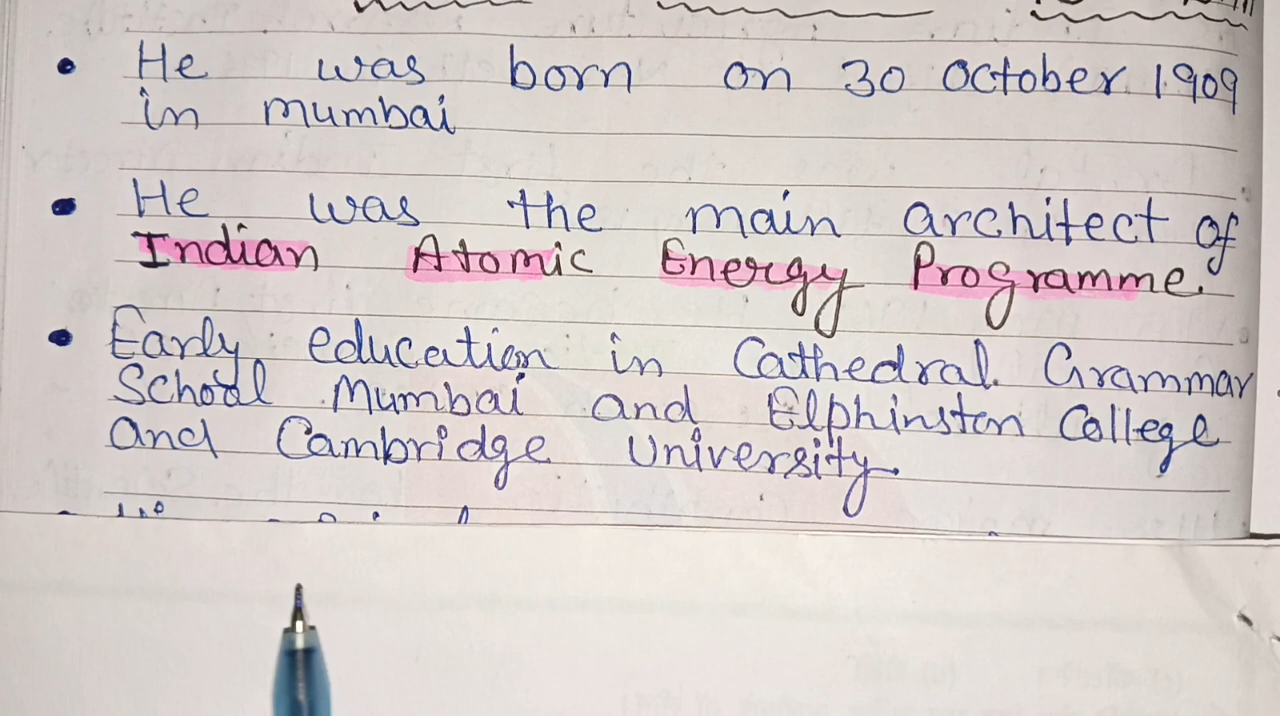 He was born on 30 October 1909
in mumbai
He was the main architect of
Indian Atomic Energy Programme.
Early education in Cathedral Grammar
School Mumbai and Elphinston College
and Cambridge University.